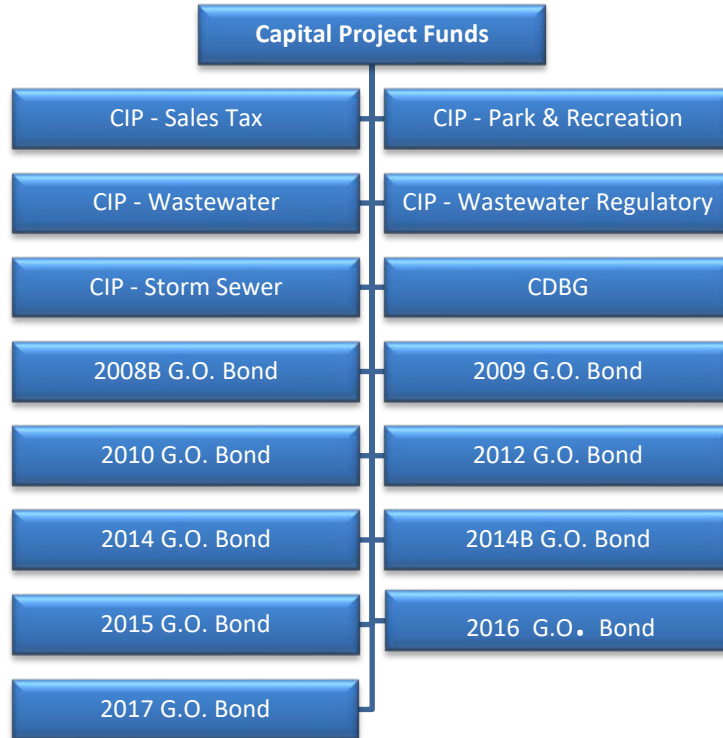 Capital Project Funds
CIP - Sales Tax
CIP - Park & Recreation
CIP - Wastewater
CIP - Wastewater Regulatory
CIP - Storm Sewer
CDBG
2008B G.O. Bond
2009 G.O. Bond
2010 G.O. Bond
2012 G.O. Bond
2014 G.O. Bond
2014B G.O. Bond
2015 G.O. Bond
2016 G.O. Bond
2017 G.O. Bond